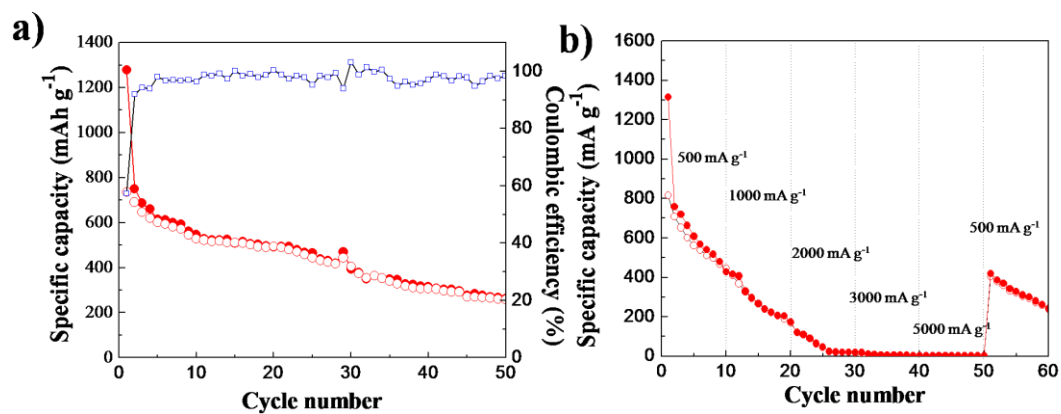 a)
1400
1200
1000
800
600
400
200
0
Specific capacity (mAh g⁻¹)
0 10 20 30 40 50
Cycle number
100
80
60
40
20
0
Coulombic efficiency (%)
b)
1600
1400
1200
1000
800
600
400
200
0
Specific capacity (mA g⁻¹)
500 mA g⁻¹
1000 mA g⁻¹
2000 mA g⁻¹
3000 mA g⁻¹
5000 mA g⁻¹
500 mA g⁻¹
0 10 20 30 40 50 60
Cycle number